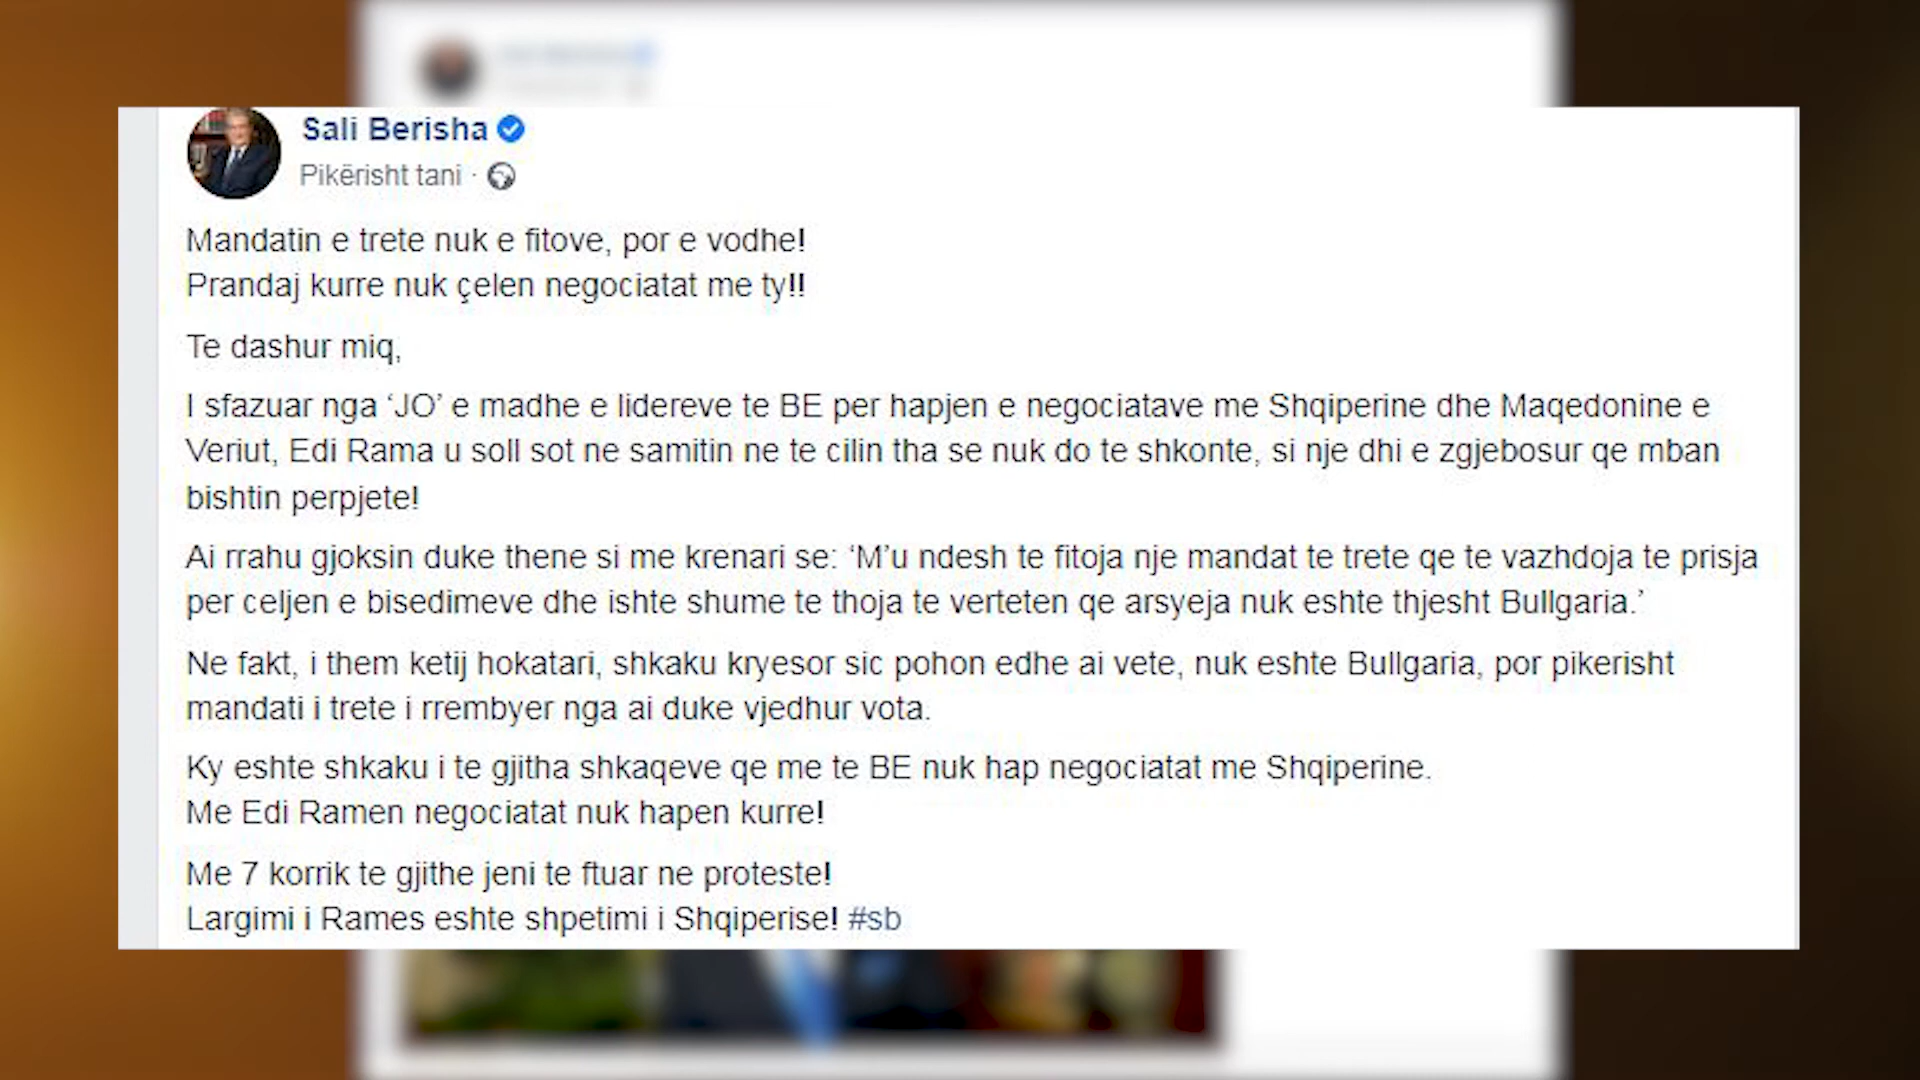 Sali Berisha
Pikërisht tani ·
Mandatin e trete nuk e fitove, por e vodhe!
Prandaj kurre nuk çelen negociatat me ty!!
Te dashur miq,
I sfazuar nga ‘JO’ e madhe e lidereve te BE per hapjen e negociatave me Shqiperine dhe Maqedonine e
Veriut, Edi Rama u soll sot ne samitin ne te cilin tha se nuk do te shkonte, si nje dhi e zgjebosur qe mban
bishtin perpjete!
Ai rrahu gjoksin duke thene si me krenari se: ‘M’u ndesh te fitoja nje mandat te trete qe te vazhdoja te prisja
per celjen e bisedimeve dhe ishte shume te thoja te verteten qe arsyeja nuk eshte thjesht Bullgaria.’
Ne fakt, i them ketij hokatari, shkaku kryesor sic pohon edhe ai vete, nuk eshte Bullgaria, por pikerisht
mandati i trete i rrembyer nga ai duke vjedhur vota.
Ky eshte shkaku i te gjitha shkaqeve qe me te BE nuk hap negociatat me Shqiperine.
Me Edi Ramen negociatat nuk hapen kurre!
Me 7 korrik te gjithe jeni te ftuar ne proteste!
Largimi i Rames eshte shpetimi i Shqiperise! #sb